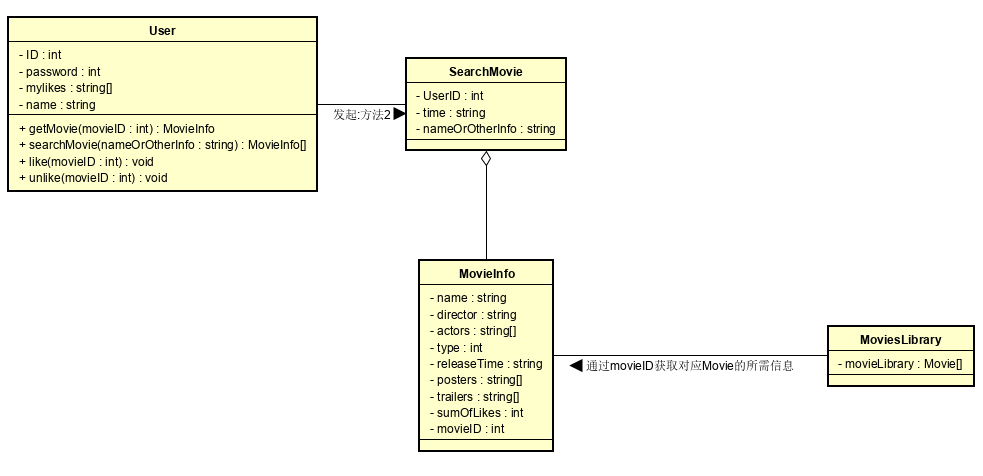 User
- ID : int
- password : int
- mylikes : string[]
- name : string
+ getMovie(movieID : int) : MovieInfo
+ searchMovie(nameOrOtherInfo : string) : MovieInfo[]
+ like(movieID : int) : void
+ unlike(movieID : int) : void
发起:方法2
SearchMovie
- UserID : int
- time : string
- nameOrOtherInfo : string
MovieInfo
- name : string
- director : string
- actors : string[]
- type : int
- releaseTime : string
- posters : string[]
- trailers : string[]
- sumOfLikes : int
- movieID : int
通过movieID获取对应Movie的所需信息
MoviesLibrary
- movieLibrary : Movie[]